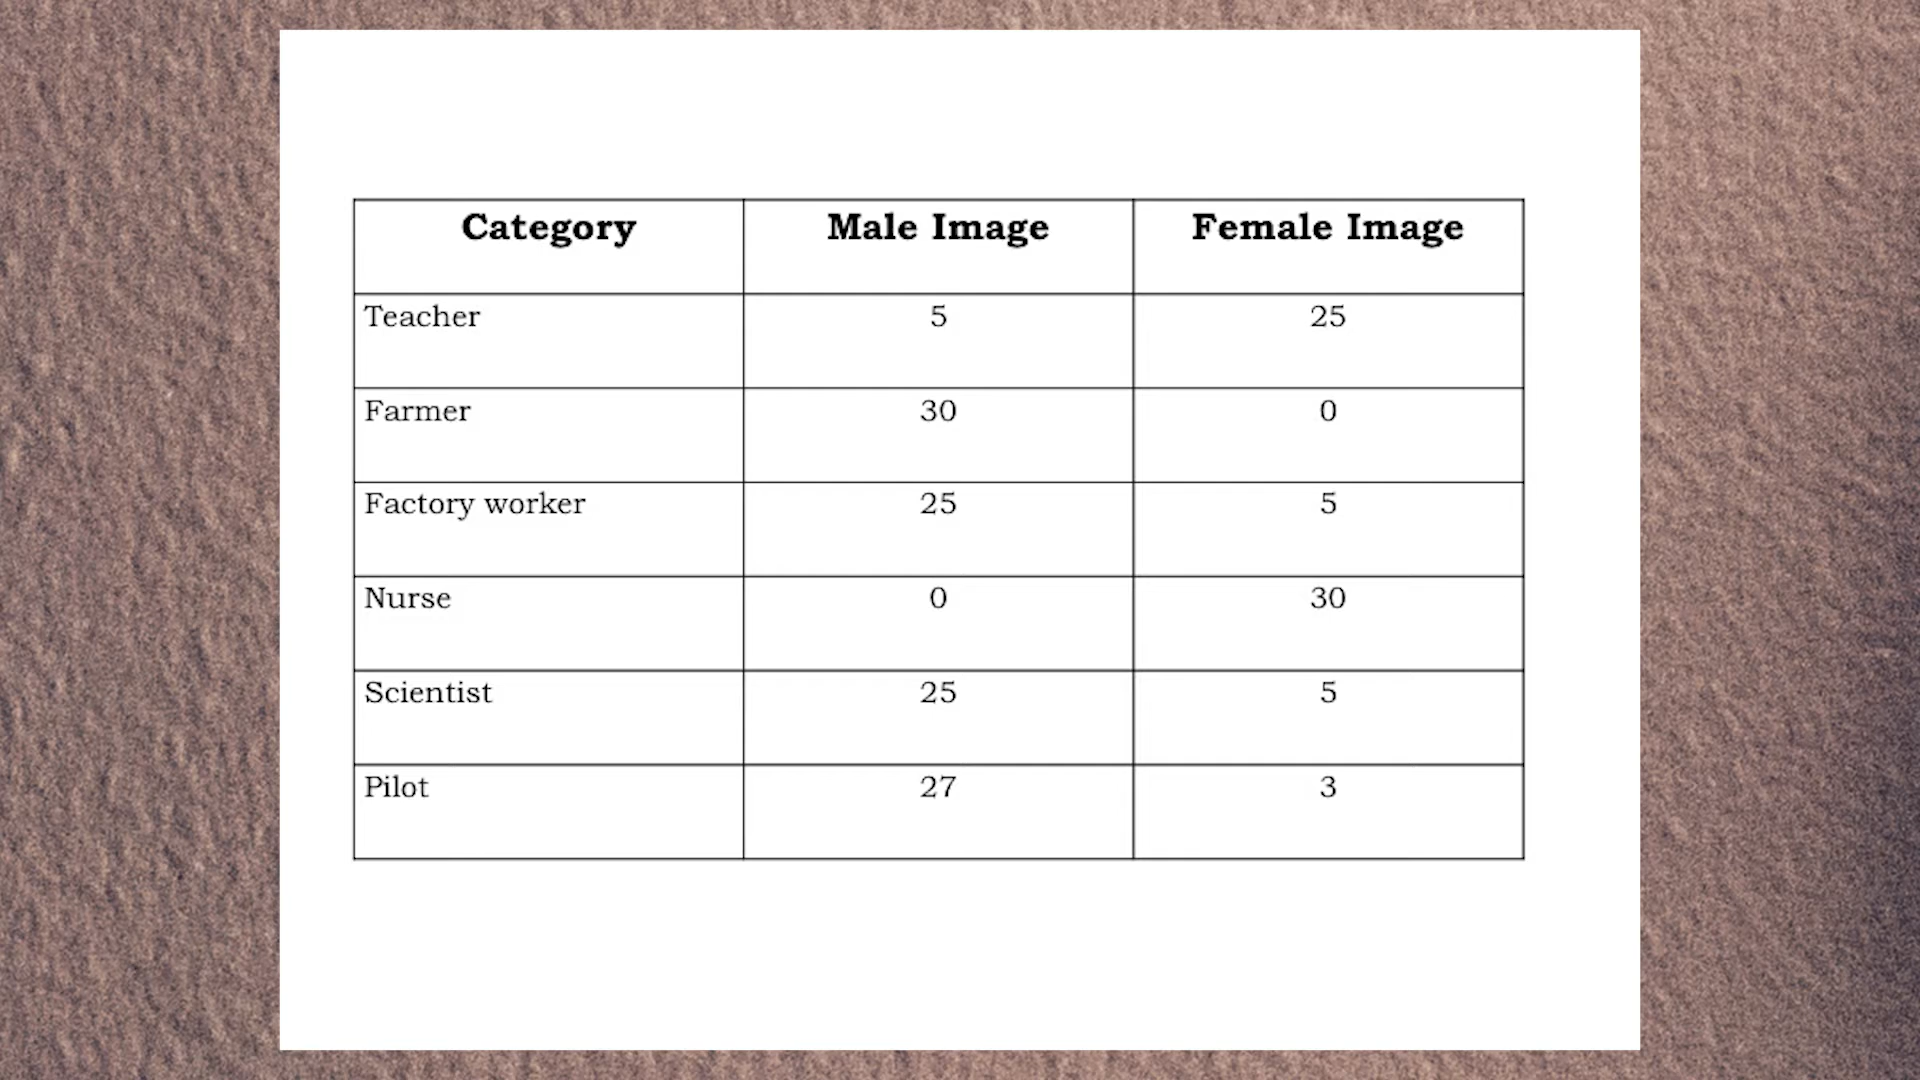 Category Male Image Female Image
Teacher 5 25
Farmer 30 0
Factory worker 25 5
Nurse 0 30
Scientist 25 5
Pilot 27 3